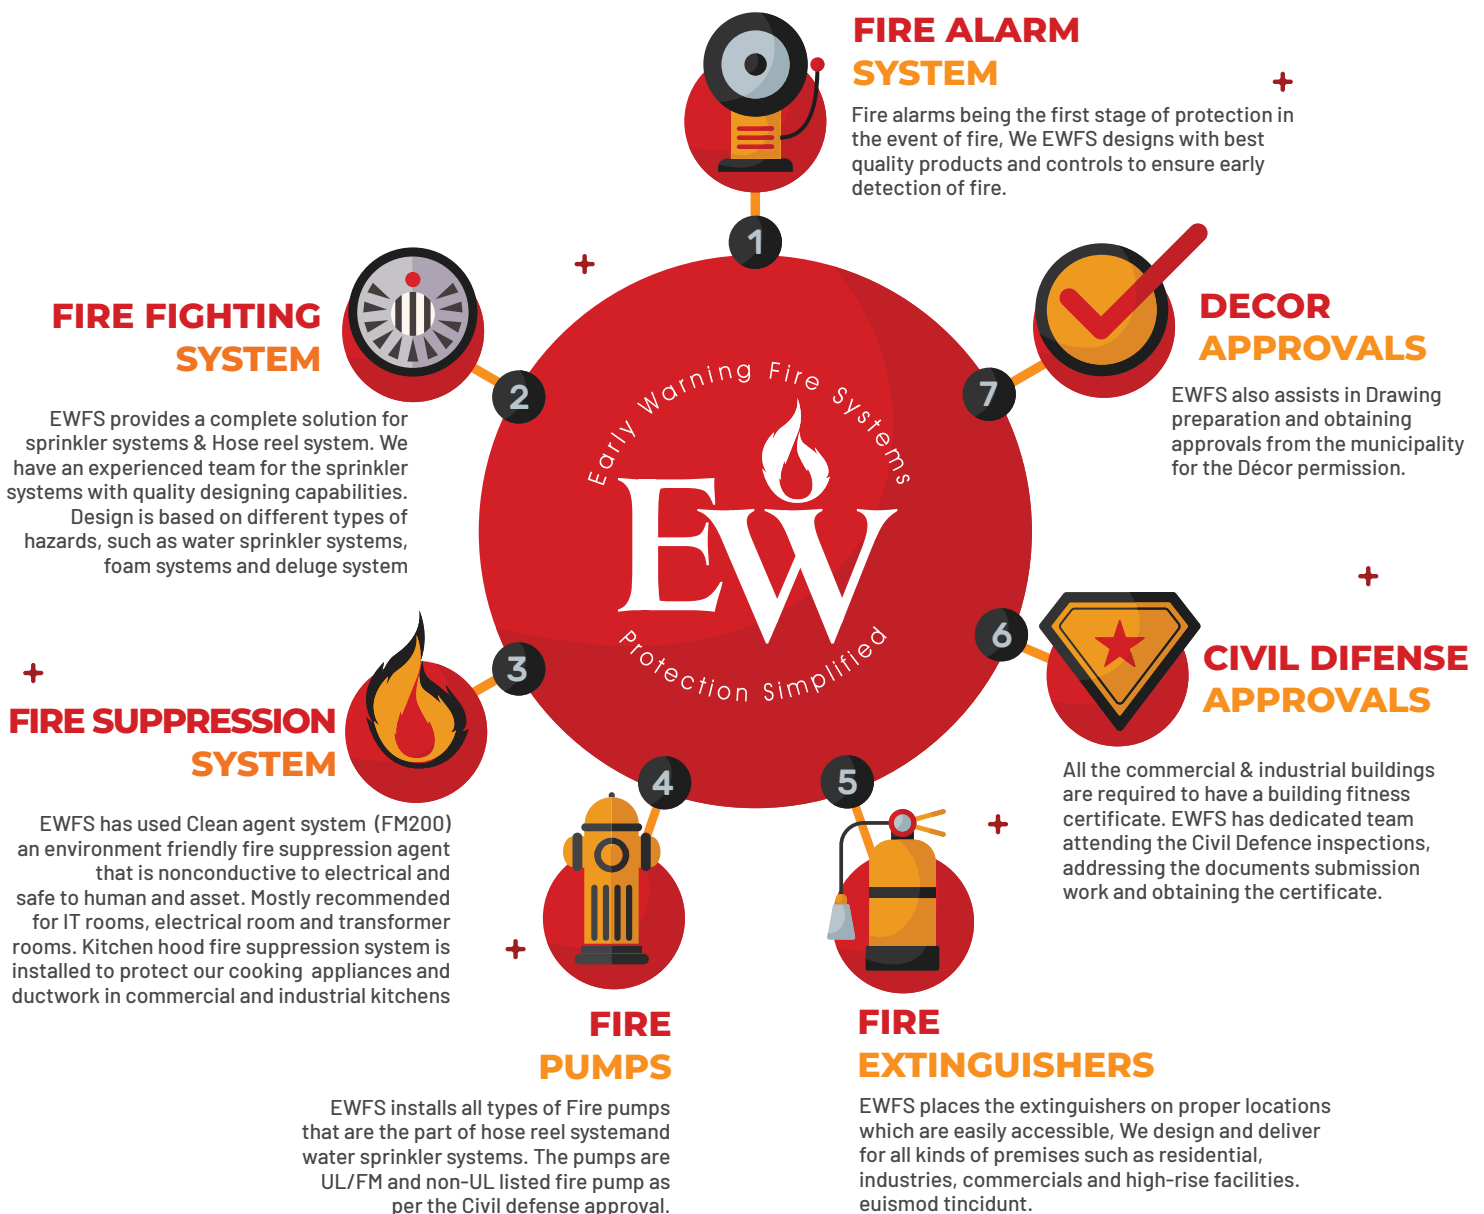 FIRE ALARM
SYSTEM
Fire alarms being the first stage of protection in
the event of fire, We EWFS designs with best
quality products and controls to ensure early
detection of fire.
1
FIRE FIGHTING
SYSTEM
EWFS provides a complete solution for
sprinkler systems & Hose reel system. We
have an experienced team for the sprinkler
systems with quality designing capabilities.
Design is based on different types of
hazards, such as water sprinkler systems,
foam systems and deluge system
2
7
DECOR
APPROVALS
EWFS also assists in Drawing
preparation and obtaining
approvals from the municipality
for the Décor permission.
Early Warning Fire Systems
EW
Protection Simplified
3
FIRE SUPPRESSION
SYSTEM
EWFS has used Clean agent system (FM200)
an environment friendly fire suppression agent
that is nonconductive to electrical and
safe to human and asset. Mostly recommended
for IT rooms, electrical room and transformer
rooms. Kitchen hood fire suppression system is
installed to protect our cooking appliances and
ductwork in commercial and industrial kitchens
6
CIVIL DIFENSE
APPROVALS
All the commercial & industrial buildings
are required to have a building fitness
certificate. EWFS has dedicated team
attending the Civil Defence inspections,
addressing the documents submission
work and obtaining the certificate.
4
FIRE
PUMPS
EWFS installs all types of Fire pumps
that are the part of hose reel systemand
water sprinkler systems. The pumps are
UL/FM and non-UL listed fire pump as
per the Civil defense approval.
5
FIRE
EXTINGUISHERS
EWFS places the extinguishers on proper locations
which are easily accessible, We design and deliver
for all kinds of premises such as residential,
industries, commercials and high-rise facilities.
euismod tincidunt.